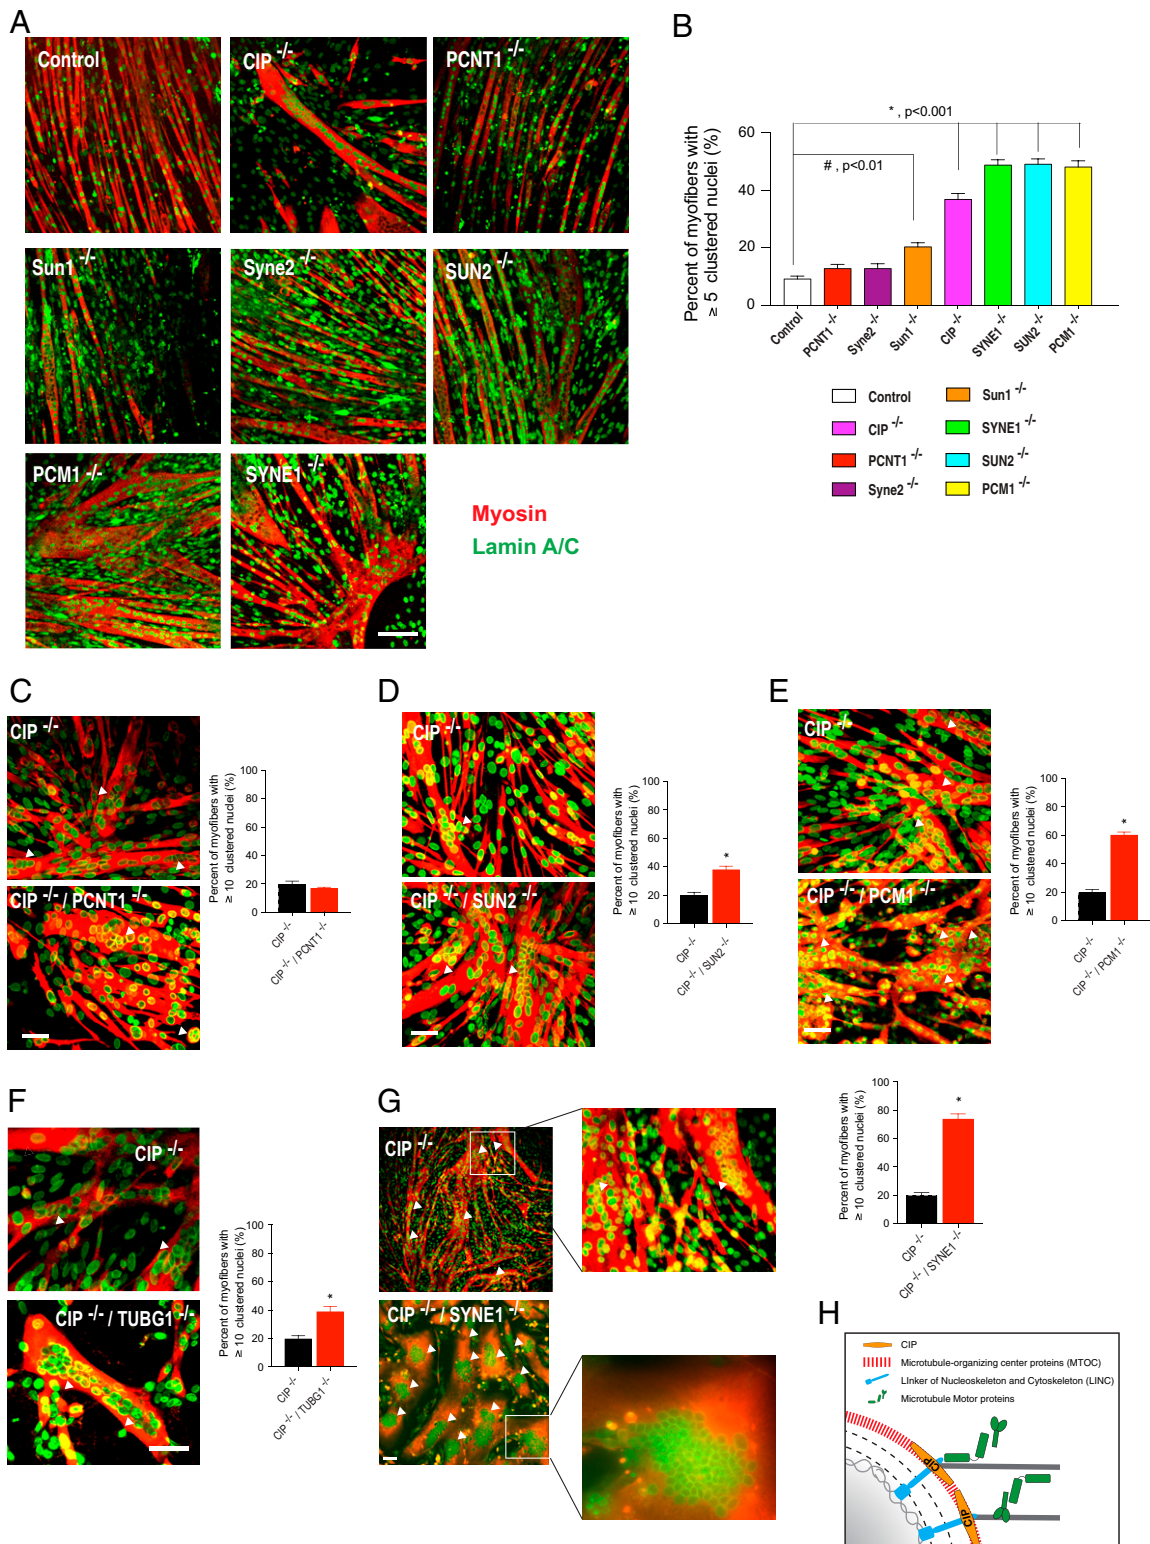 A
Control
CIP -/-
PCNT1 -/-
Sun1 -/-
Syne2 -/-
SUN2 -/-
PCM1 -/-
SYNE1 -/-
Myosin
Lamin A/C
B
Percent of myofibers with
≥ 5 clustered nuclei (%)
60
40
20
0
*, p<0.001
#, p<0.01
Control
PCNT1 -/-
Syne2 -/-
Sun1 -/-
CIP -/-
SYNE1 -/-
SUN2 -/-
PCM1 -/-
Control
Sun1 -/-
CIP -/-
SYNE1 -/-
PCNT1 -/-
SUN2 -/-
Syne2 -/-
PCM1 -/-
C
CIP -/-
CIP -/- / PCNT1 -/-
Percent of myofibers with
≥ 10 clustered nuclei (%)
100
80
60
40
20
0
CIP -/-
CIP -/- / PCNT1 -/-
D
CIP -/-
CIP -/- / SUN2 -/-
Percent of myofibers with
≥ 10 clustered nuclei (%)
100
80
60
40
20
0
*
CIP -/-
CIP -/- / SUN2 -/-
E
CIP -/-
CIP -/- / PCM1 -/-
Percent of myofibers with
≥ 10 clustered nuclei (%)
100
80
60
40
20
0
*
CIP -/-
CIP -/- / PCM1 -/-
F
CIP -/-
CIP -/- / TUBG1 -/-
Percent of myofibers with
≥ 10 clustered nuclei (%)
100
80
60
40
20
0
*
CIP -/-
CIP -/- / TUBG1 -/-
G
CIP -/-
CIP -/- / SYNE1 -/-
Percent of myofibers with
≥ 10 clustered nuclei (%)
100
80
60
40
20
0
*
CIP -/-
CIP -/- / SYNE1 -/-
H
CIP
Microtubule-organizing center proteins (MTOC)
LInker of Nucleoskeleton and Cytoskeleton (LINC)
Microtubule Motor proteins
CIP
CIP